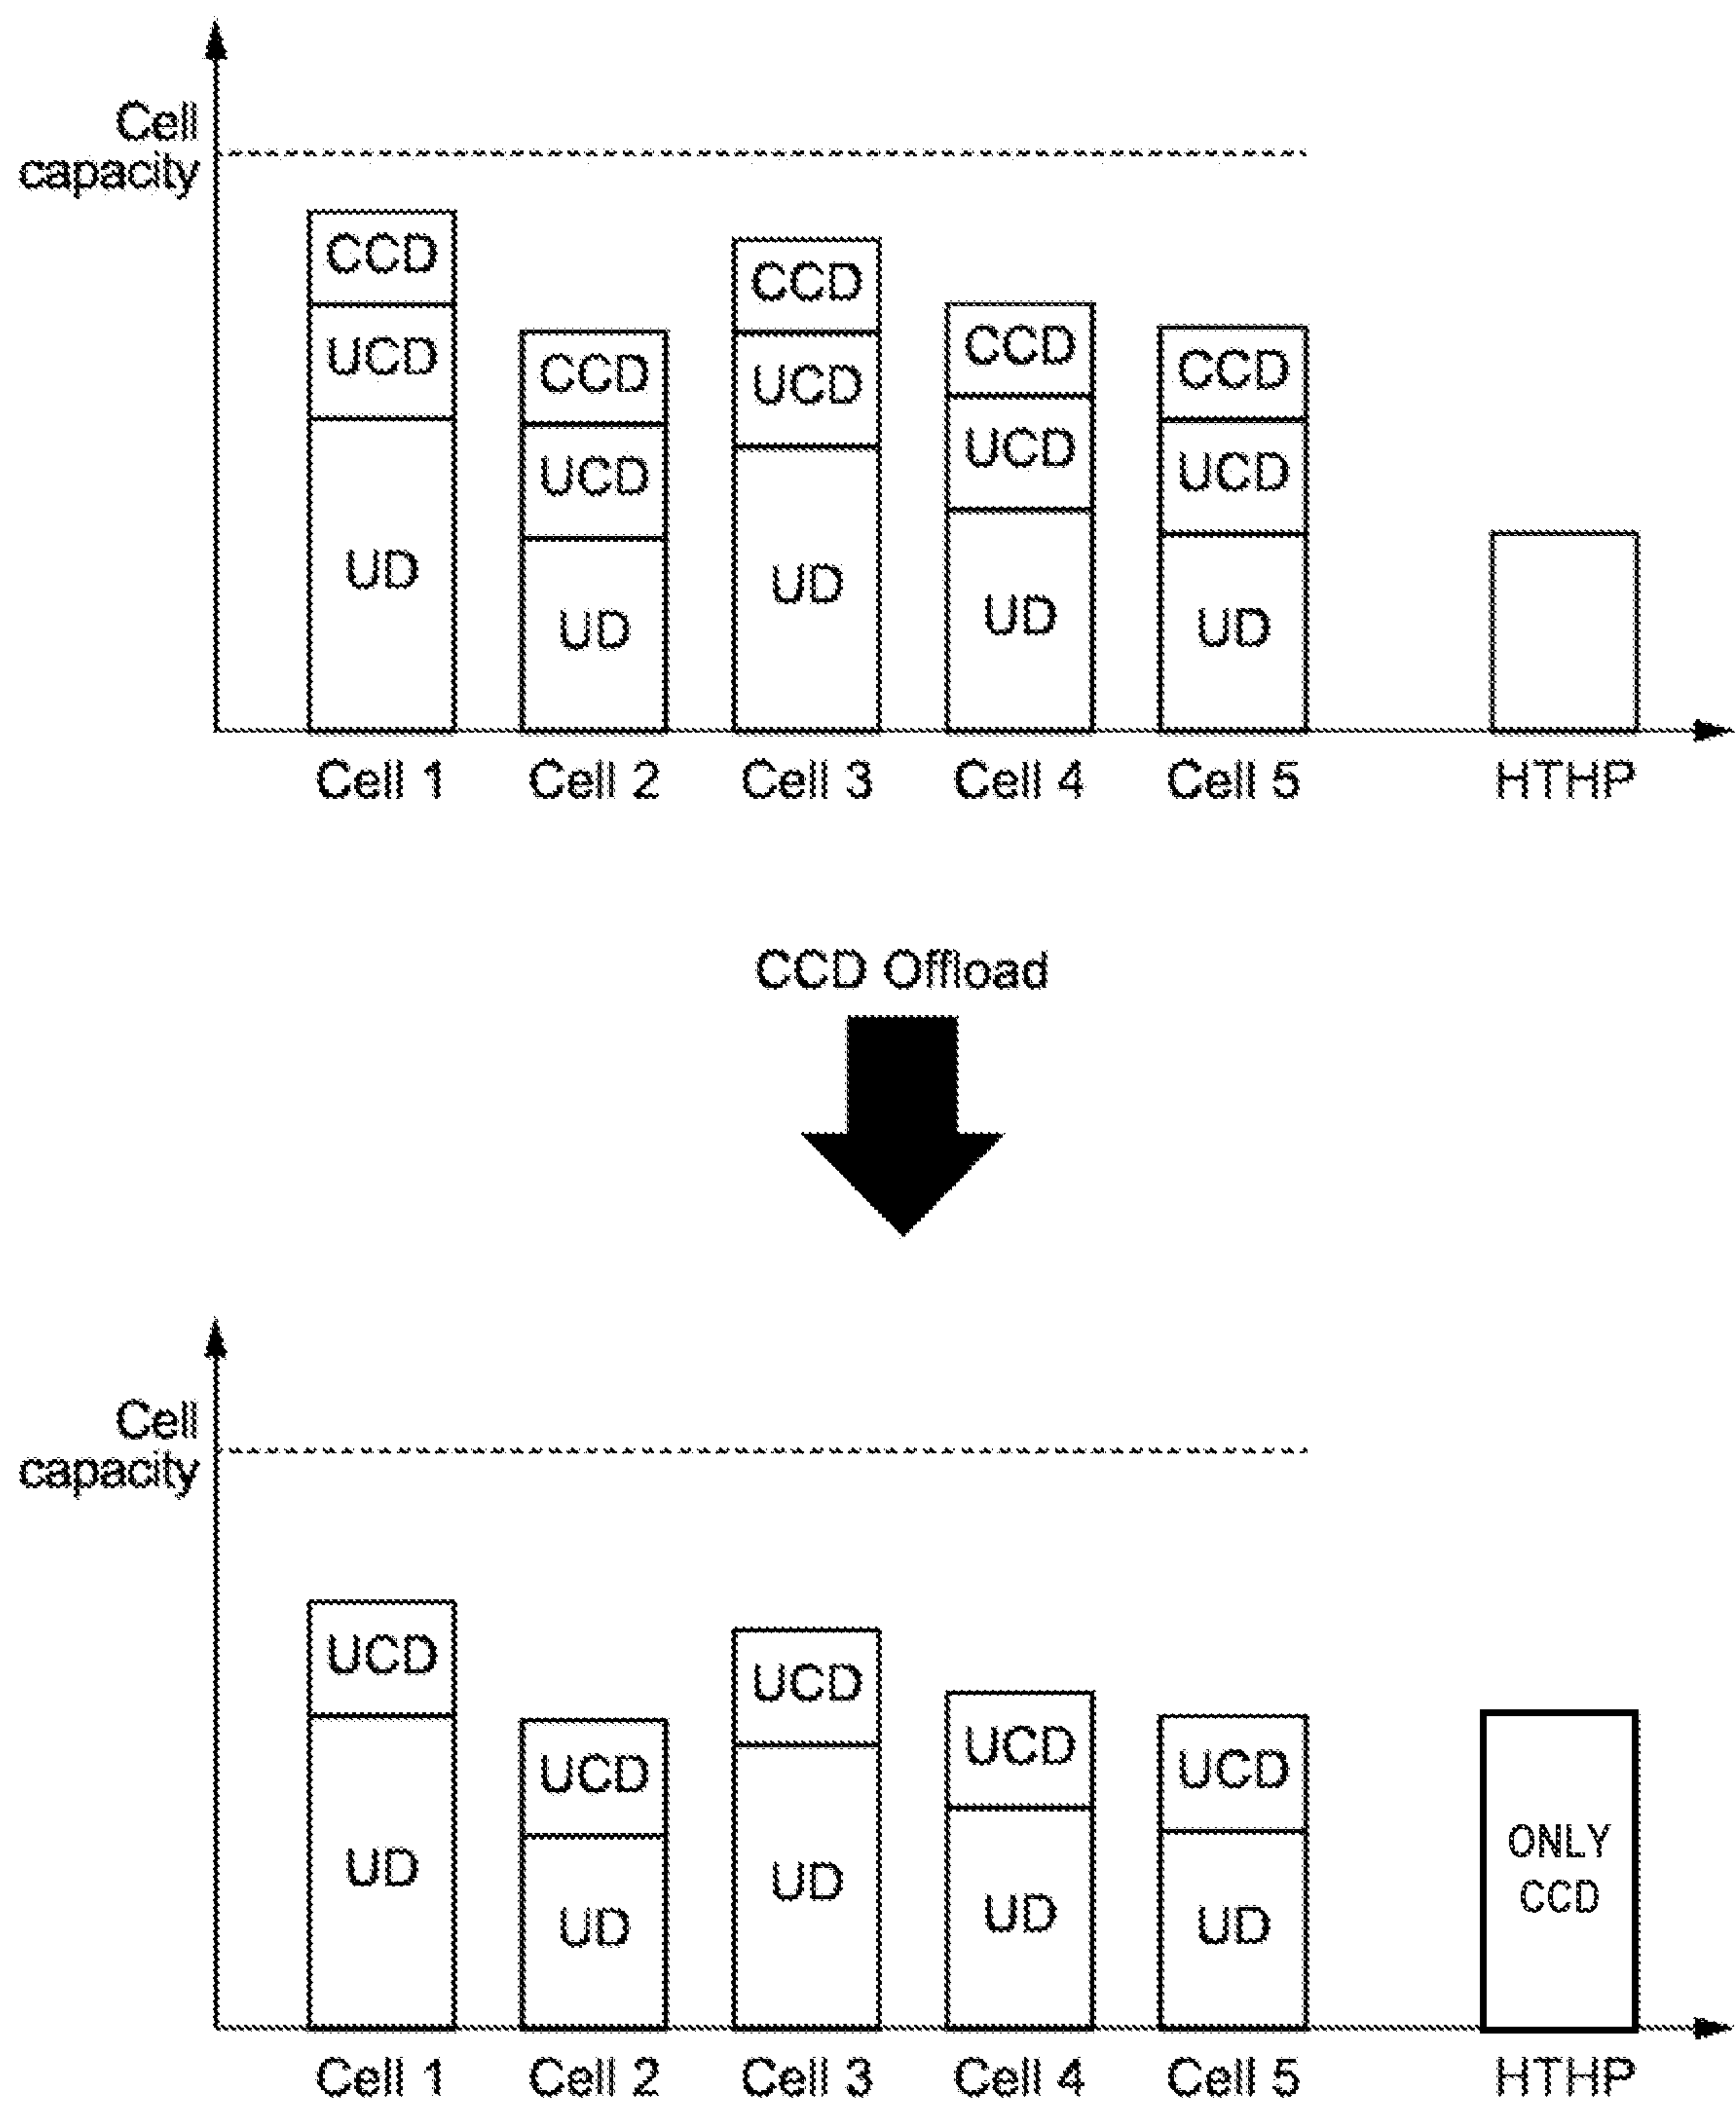 Cell
capacity
CCD
UCD
UD
CCD
UCD
UD
CCD
UCD
UD
CCD
UCD
UD
CCD
UCD
UD
Cell 1 Cell 2 Cell 3 Cell 4 Cell 5 HTHP
CCD Offload
Cell
capacity
UCD
UD
UCD
UD
UCD
UD
UCD
UD
UCD
UD
ONLY
CCD
Cell 1 Cell 2 Cell 3 Cell 4 Cell 5 HTHP